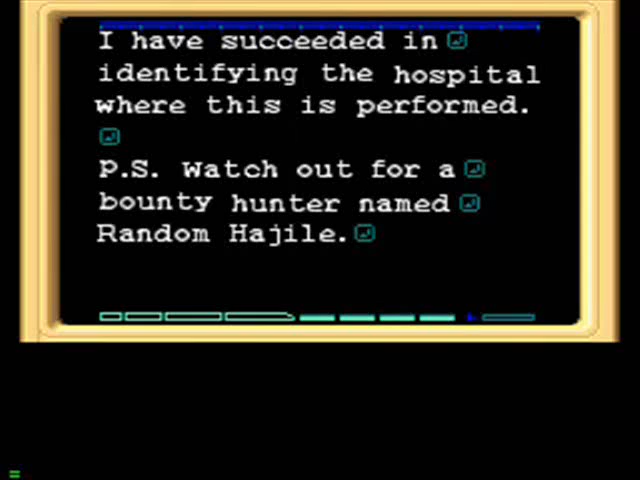 I have succeeded in
identifying the hospital
where this is performed.
P.S. Watch out for a
bounty hunter named
Random Hajile.
=